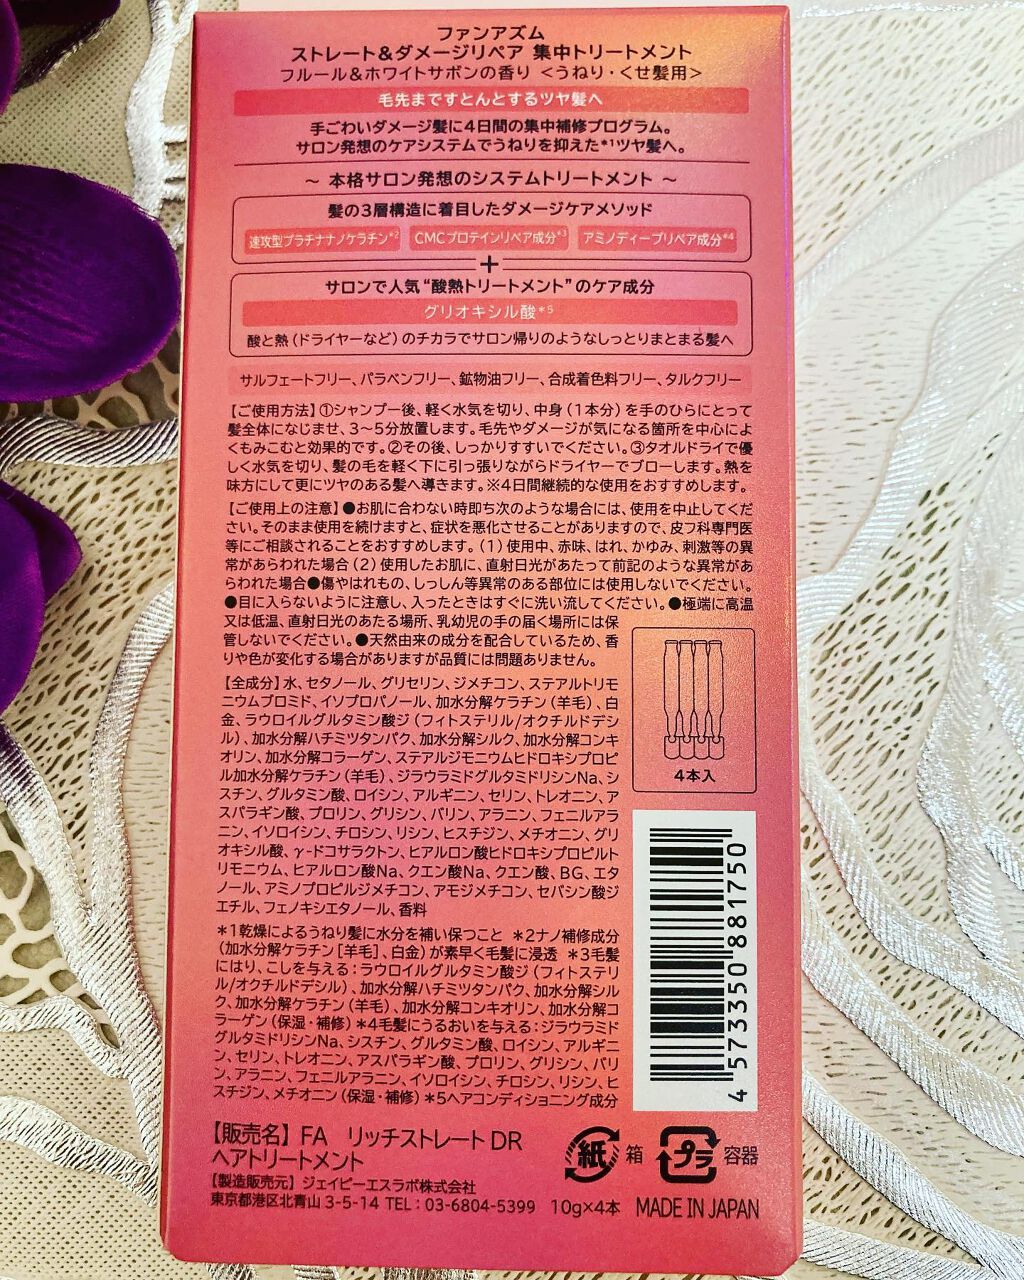 ファンアズム
ストレート&ダメージリペア 集中トリートメント
フルール&ホワイトサボンの香り <うねり・くせ髪用>
毛先まですとんとするツヤ髪へ
手ごわいダメージ髪に4日間の集中補修プログラム。
サロン発想のケアシステムでうねりを抑えた*1ツヤ髪へ。
~ 本格サロン発想のシステムトリートメント ~
髪の3層構造に着目したダメージケアメソッド
速攻型プラチナナノケラチン*2 CMCプロテインリペア成分*3 アミノディープリペア成分*4
+
サロンで人気“酸熱トリートメント”のケア成分
グリオキシル酸*5
酸と熱(ドライヤーなど)のチカラでサロン帰りのようなしっとりまとまる髪へ
サルフェートフリー、パラベンフリー、鉱物油フリー、合成着色料フリー、タルクフリー
【ご使用方法】①シャンプー後、軽く水気を切り、中身(1本分)を手のひらにとって
髪全体になじませ、3~5分放置します。毛先やダメージが気になる箇所を中心によ
くもみこむと効果的です。②その後、しっかりすすいでください。③タオルドライで優
しく水気を切り、髪の毛を軽く下に引っ張りながらドライヤーでブローします。熱を
味方にして更にツヤのある髪へ導きます。※4日間継続的な使用をおすすめします。
【ご使用上の注意】●お肌に合わない時即ち次のような場合には、使用を中止してくだ
さい。そのまま使用を続けますと、症状を悪化させることがありますので、皮フ科専門医
等にご相談されることをおすすめします。(1)使用中、赤味、はれ、かゆみ、刺激等の異
常があらわれた場合(2)使用したお肌に、直射日光があたって前記のような異常があ
らわれた場合●傷やはれもの、しっしん等異常のある部位には使用しないでください。
●目に入らないように注意し、入ったときはすぐに洗い流してください。●極端に高温
又は低温、直射日光のあたる場所、乳幼児の手の届く場所には保
管しないでください。●天然由来の成分を配合しているため、香
りや色が変化する場合がありますが品質には問題ありません。
【全成分】水、セタノール、グリセリン、ジメチコン、ステアルトリモ
ニウムブロミド、イソプロパノール、加水分解ケラチン(羊毛)、白
金、ラウロイルグルタミン酸ジ(フィトステリル/オクチルドデシ
ル)、加水分解ハチミツタンパク、加水分解シルク、加水分解コンキ
オリン、加水分解コラーゲン、ステアルジモニウムヒドロキシプロピ
ル加水分解ケラチン(羊毛)、ジラウラミドグルタミドリシンNa、シ
スチン、グルタミン酸、ロイシン、アルギニン、セリン、トレオニン、ア
スパラギン酸、プロリン、グリシン、バリン、アラニン、フェニルアラ
ニン、イソロイシン、チロシン、リシン、ヒスチジン、メチオニン、グリ
オキシル酸、γ-ドコサラクトン、ヒアルロン酸ヒドロキシプロピルト
リモニウム、ヒアルロン酸Na、クエン酸Na、クエン酸、BG、エタ
ノール、アミノプロピルジメチコン、アモジメチコン、セバシン酸ジ
エチル、フェノキシエタノール、香料
*1乾燥によるうねり髪に水分を補い保つこと *2ナノ補修成分
(加水分解ケラチン[羊毛]、白金)が素早く毛髪に浸透 *3毛髪
にはり、こしを与える:ラウロイルグルタミン酸ジ(フィトステリ
ル/オクチルドデシル)、加水分解ハチミツタンパク、加水分解シル
ク、加水分解ケラチン(羊毛)、加水分解コンキオリン、加水分解コ
ラーゲン(保湿・補修)*4毛髪にうるおいを与える:ジラウラミド
グルタミドリシンNa、シスチン、グルタミン酸、ロイシン、アルギニ
ン、セリン、トレオニン、アスパラギン酸、プロリン、グリシン、バリ
ン、アラニン、フェニルアラニン、イソロイシン、チロシン、リシン、ヒ
スチジン、メチオニン(保湿・補修)*5ヘアコンディショニング成分
4本入
4 573350 881750
【販売名】FA リッチストレートDR
ヘアトリートメント
紙 箱 プラ 容器
【製造販売元】ジェイピーエスラボ株式会社
東京都港区北青山3-5-14 TEL:03-6804-5399 10g×4本 MADE IN JAPAN